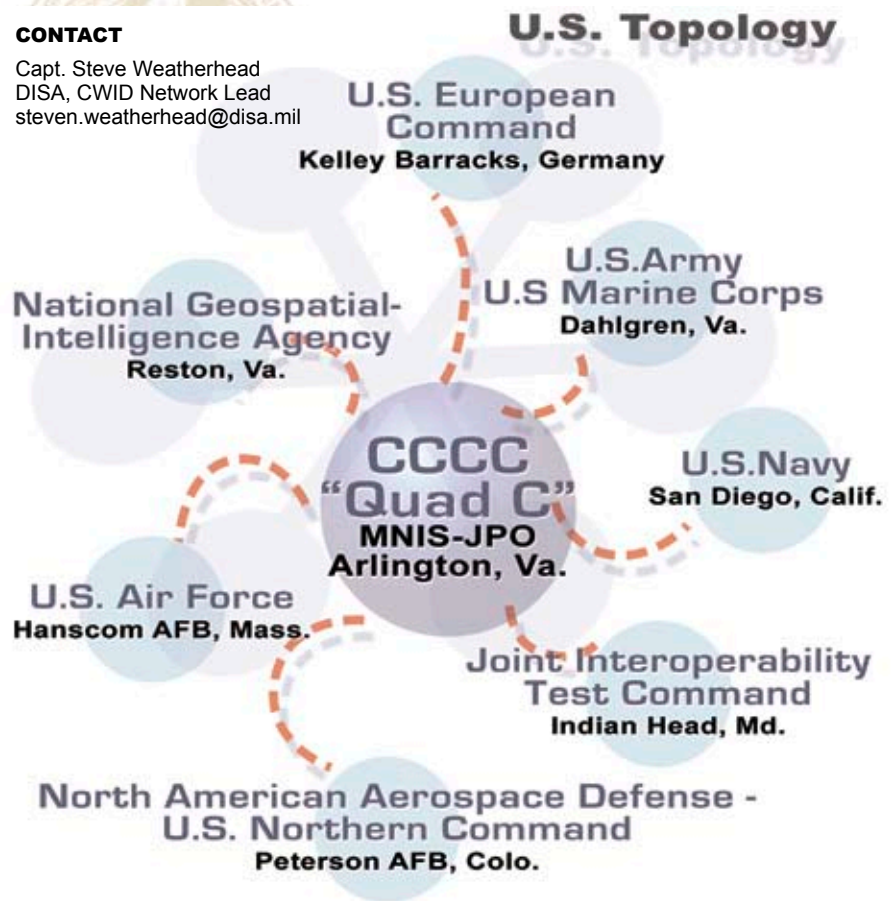 CONTACT
Capt. Steve Weatherhead
DISA, CWID Network Lead
steven.weatherhead@disa.mil
U.S. Topology
U.S. European
Command
Kelley Barracks, Germany
U.S.Army
U.S Marine Corps
Dahlgren, Va.
National Geospatial-
Intelligence Agency
Reston, Va.
CCCC
“Quad C”
MNIS-JPO
Arlington, Va.
U.S.Navy
San Diego, Calif.
U.S. Air Force
Hanscom AFB, Mass.
Joint Interoperability
Test Command
Indian Head, Md.
North American Aerospace Defense -
U.S. Northern Command
Peterson AFB, Colo.